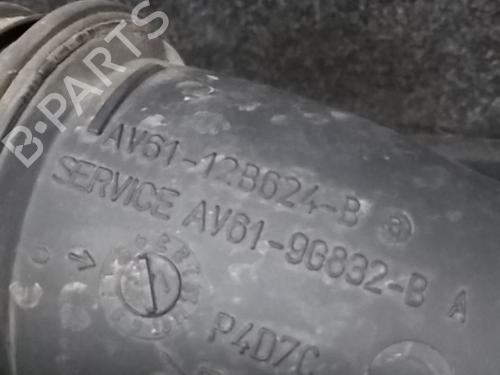 B-PARTS
AV61-12B624-B
SERVICE AV61-9G832-B A
P4D7C